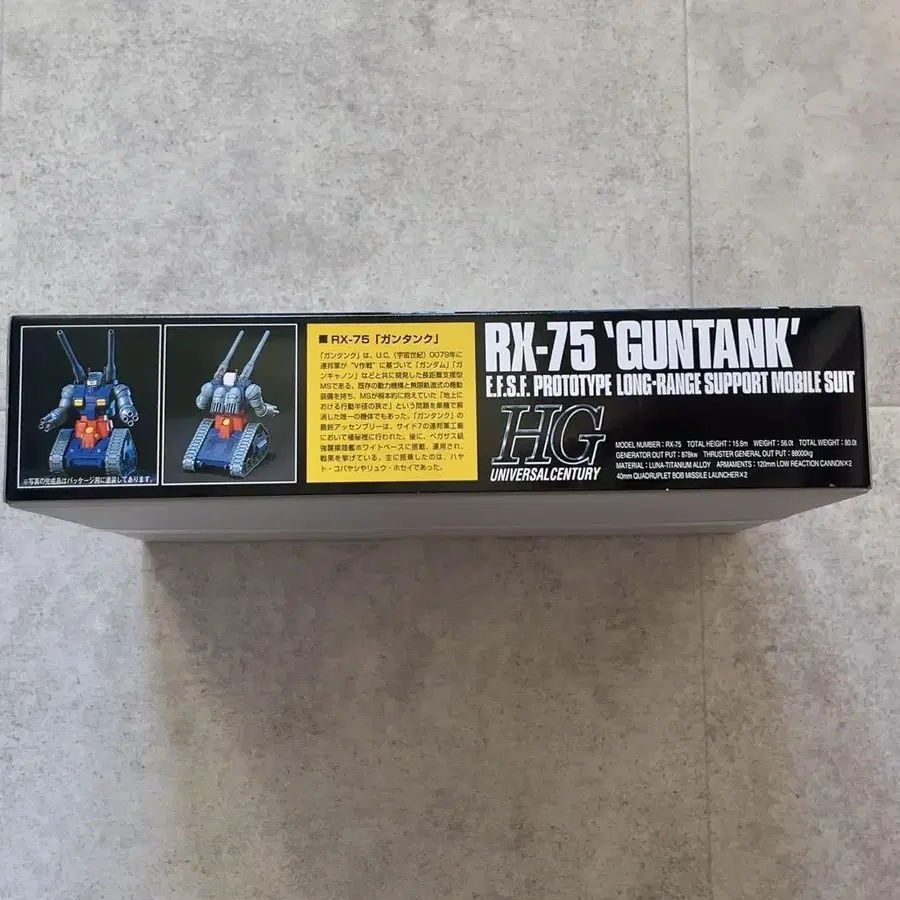 ※写真の完成品はパッケージ用に塗装してあります。
■ RX-75「ガンタンク」
「ガンタンク」は、U.C.(宇宙世紀)0079年に
連邦軍が"V作戦"に基づいて「ガンダム」「ガ
ンキャノン」などと共に開発した長距離支援型
MSである。既存の動力機構と無限軌道式の機動
装備を持ち、MSが根本的に抱えていた「地上に
おける行動半径の狭さ」という問題を単機で解
消した唯一の機体でもあった。「ガンタンク」の
最終アッセンブリーは、サイド7の連邦軍工廠
において極秘裡に行われた。後に、ペガサス級
強襲揚陸艦ホワイトベースに搭載、運用され、
戦果を挙げている。主に搭乗したのは、ハヤ
ト・コバヤシやリュウ・ホセイであった。
RX-75 'GUNTANK'
E.F.S.F. PROTOTYPE LONG-RANGE SUPPORT MOBILE SUIT
HG
UNIVERSAL CENTURY
MODEL NUMBER : RX-75 TOTAL HEIGHT : 15.6m WEIGHT : 56.0t TOTAL WEIGHT : 80.0t
GENERATOR OUT PUT : 878kw THRUSTER GENERAL OUT PUT : 88000kg
MATERIAL : LUNA-TITANIUM ALLOY ARMAMENTS : 120mm LOW REACTION CANNON×2
40mm QUADRUPLET BOB MISSILE LAUNCHER×2